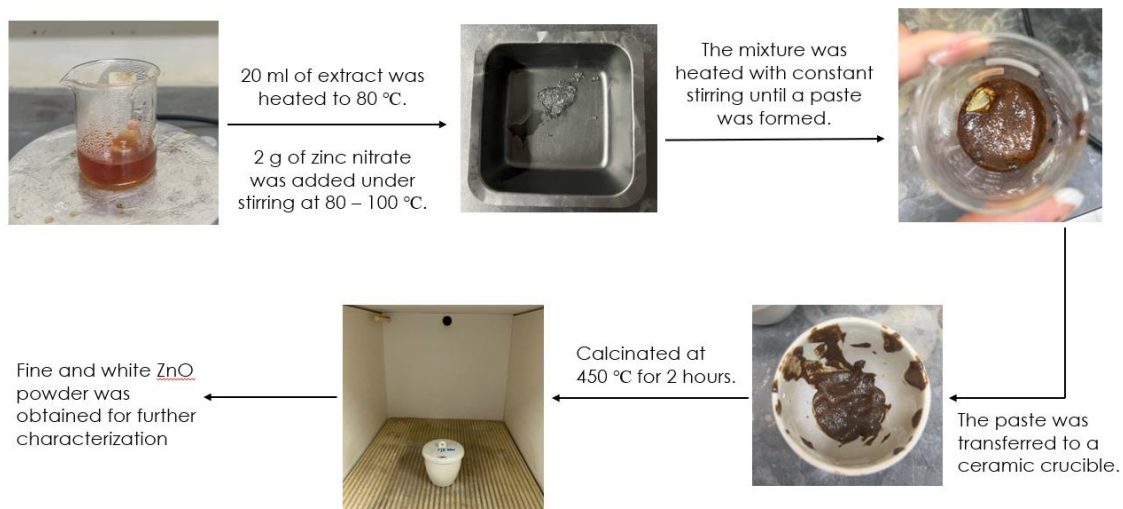 20 ml of extract was
heated to 80 ℃.
2 g of zinc nitrate
was added under
stirring at 80 – 100 ℃.
The mixture was
heated with constant
stirring until a paste
was formed.
The paste was
transferred to a
ceramic crucible.
Calcinated at
450 ℃ for 2 hours.
Fine and white ZnO
powder was
obtained for further
characterization